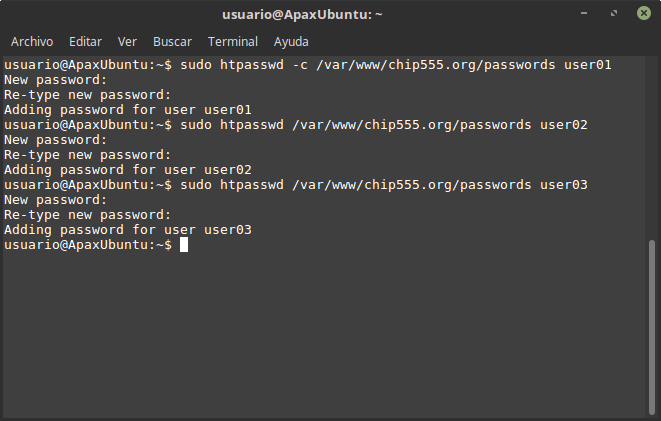 usuario@ApaxUbuntu: ~
Archivo Editar Ver Buscar Terminal Ayuda
usuario@ApaxUbuntu:~$ sudo htpasswd -c /var/www/chip555.org/passwords user01
New password:
Re-type new password:
Adding password for user user01
usuario@ApaxUbuntu:~$ sudo htpasswd /var/www/chip555.org/passwords user02
New password:
Re-type new password:
Adding password for user user02
usuario@ApaxUbuntu:~$ sudo htpasswd /var/www/chip555.org/passwords user03
New password:
Re-type new password:
Adding password for user user03
usuario@ApaxUbuntu:~$